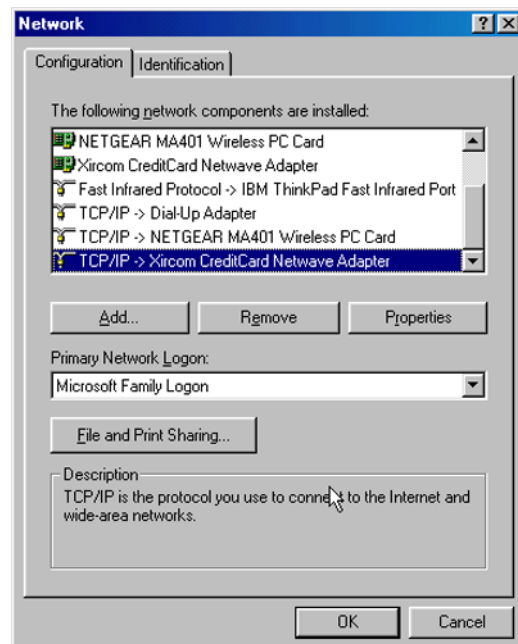 Network
Configuration
Identification
The following network components are installed:
NETGEAR MA401 Wireless PC Card
Xircom CreditCard Netwave Adapter
Fast Infrared Protocol -> IBM ThinkPad Fast Infrared Port
TCP/IP -> Dial-Up Adapter
TCP/IP -> NETGEAR MA401 Wireless PC Card
TCP/IP -> Xircom CreditCard Netwave Adapter
Add... Remove Properties
Primary Network Logon:
Microsoft Family Logon
File and Print Sharing...
Description
TCP/IP is the protocol you use to connect to the Internet and
wide-area networks.
OK Cancel